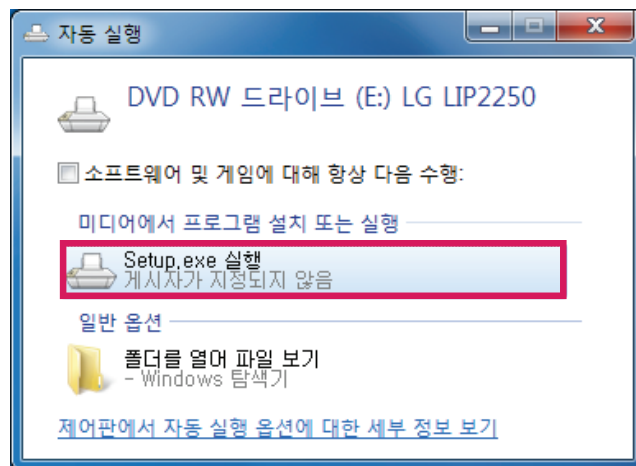 자동 실행
DVD RW 드라이브 (E:) LG LIP2250
소프트웨어 및 게임에 대해 항상 다음 수행:
미디어에서 프로그램 설치 또는 실행
Setup.exe 실행
게시자가 지정되지 않음
일반 옵션
폴더를 열어 파일 보기
- Windows 탐색기
제어판에서 자동 실행 옵션에 대한 세부 정보 보기